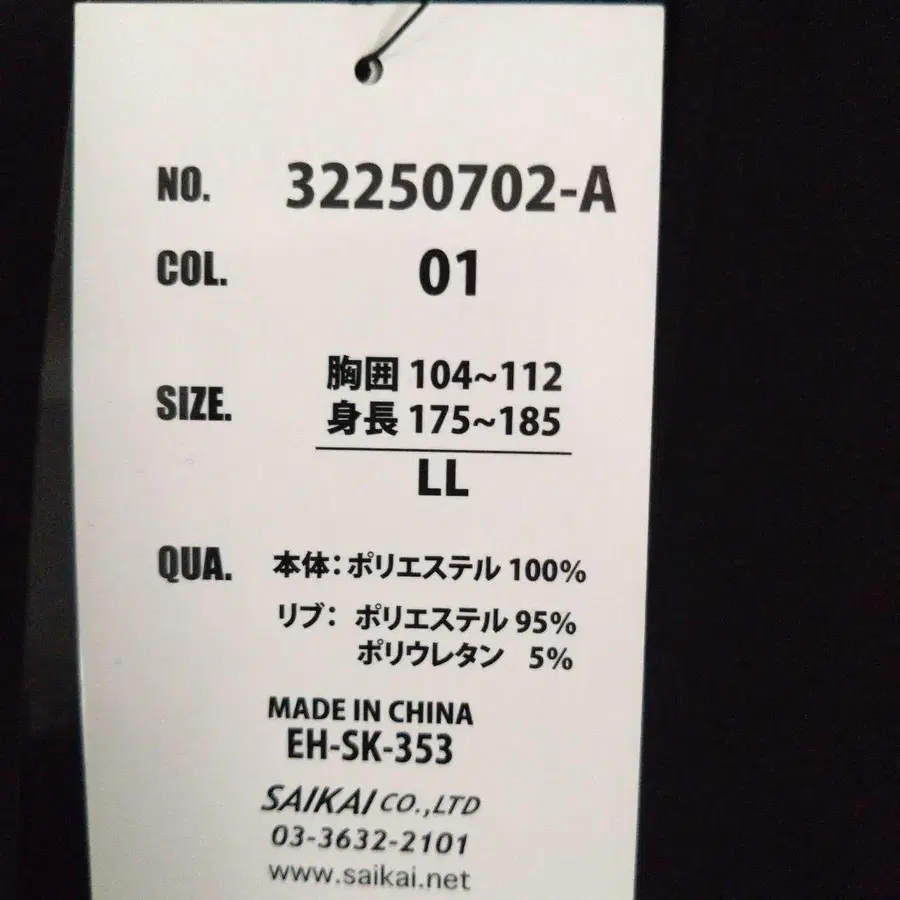 NO. 32250702-A
COL. 01
SIZE. 胸囲 104~112
身長 175~185
LL
QUA. 本体:ポリエステル 100%
リブ: ポリエステル 95%
ポリウレタン 5%
MADE IN CHINA
EH-SK-353
SAIKAI CO.,LTD
03-3632-2101
www.saikai.net